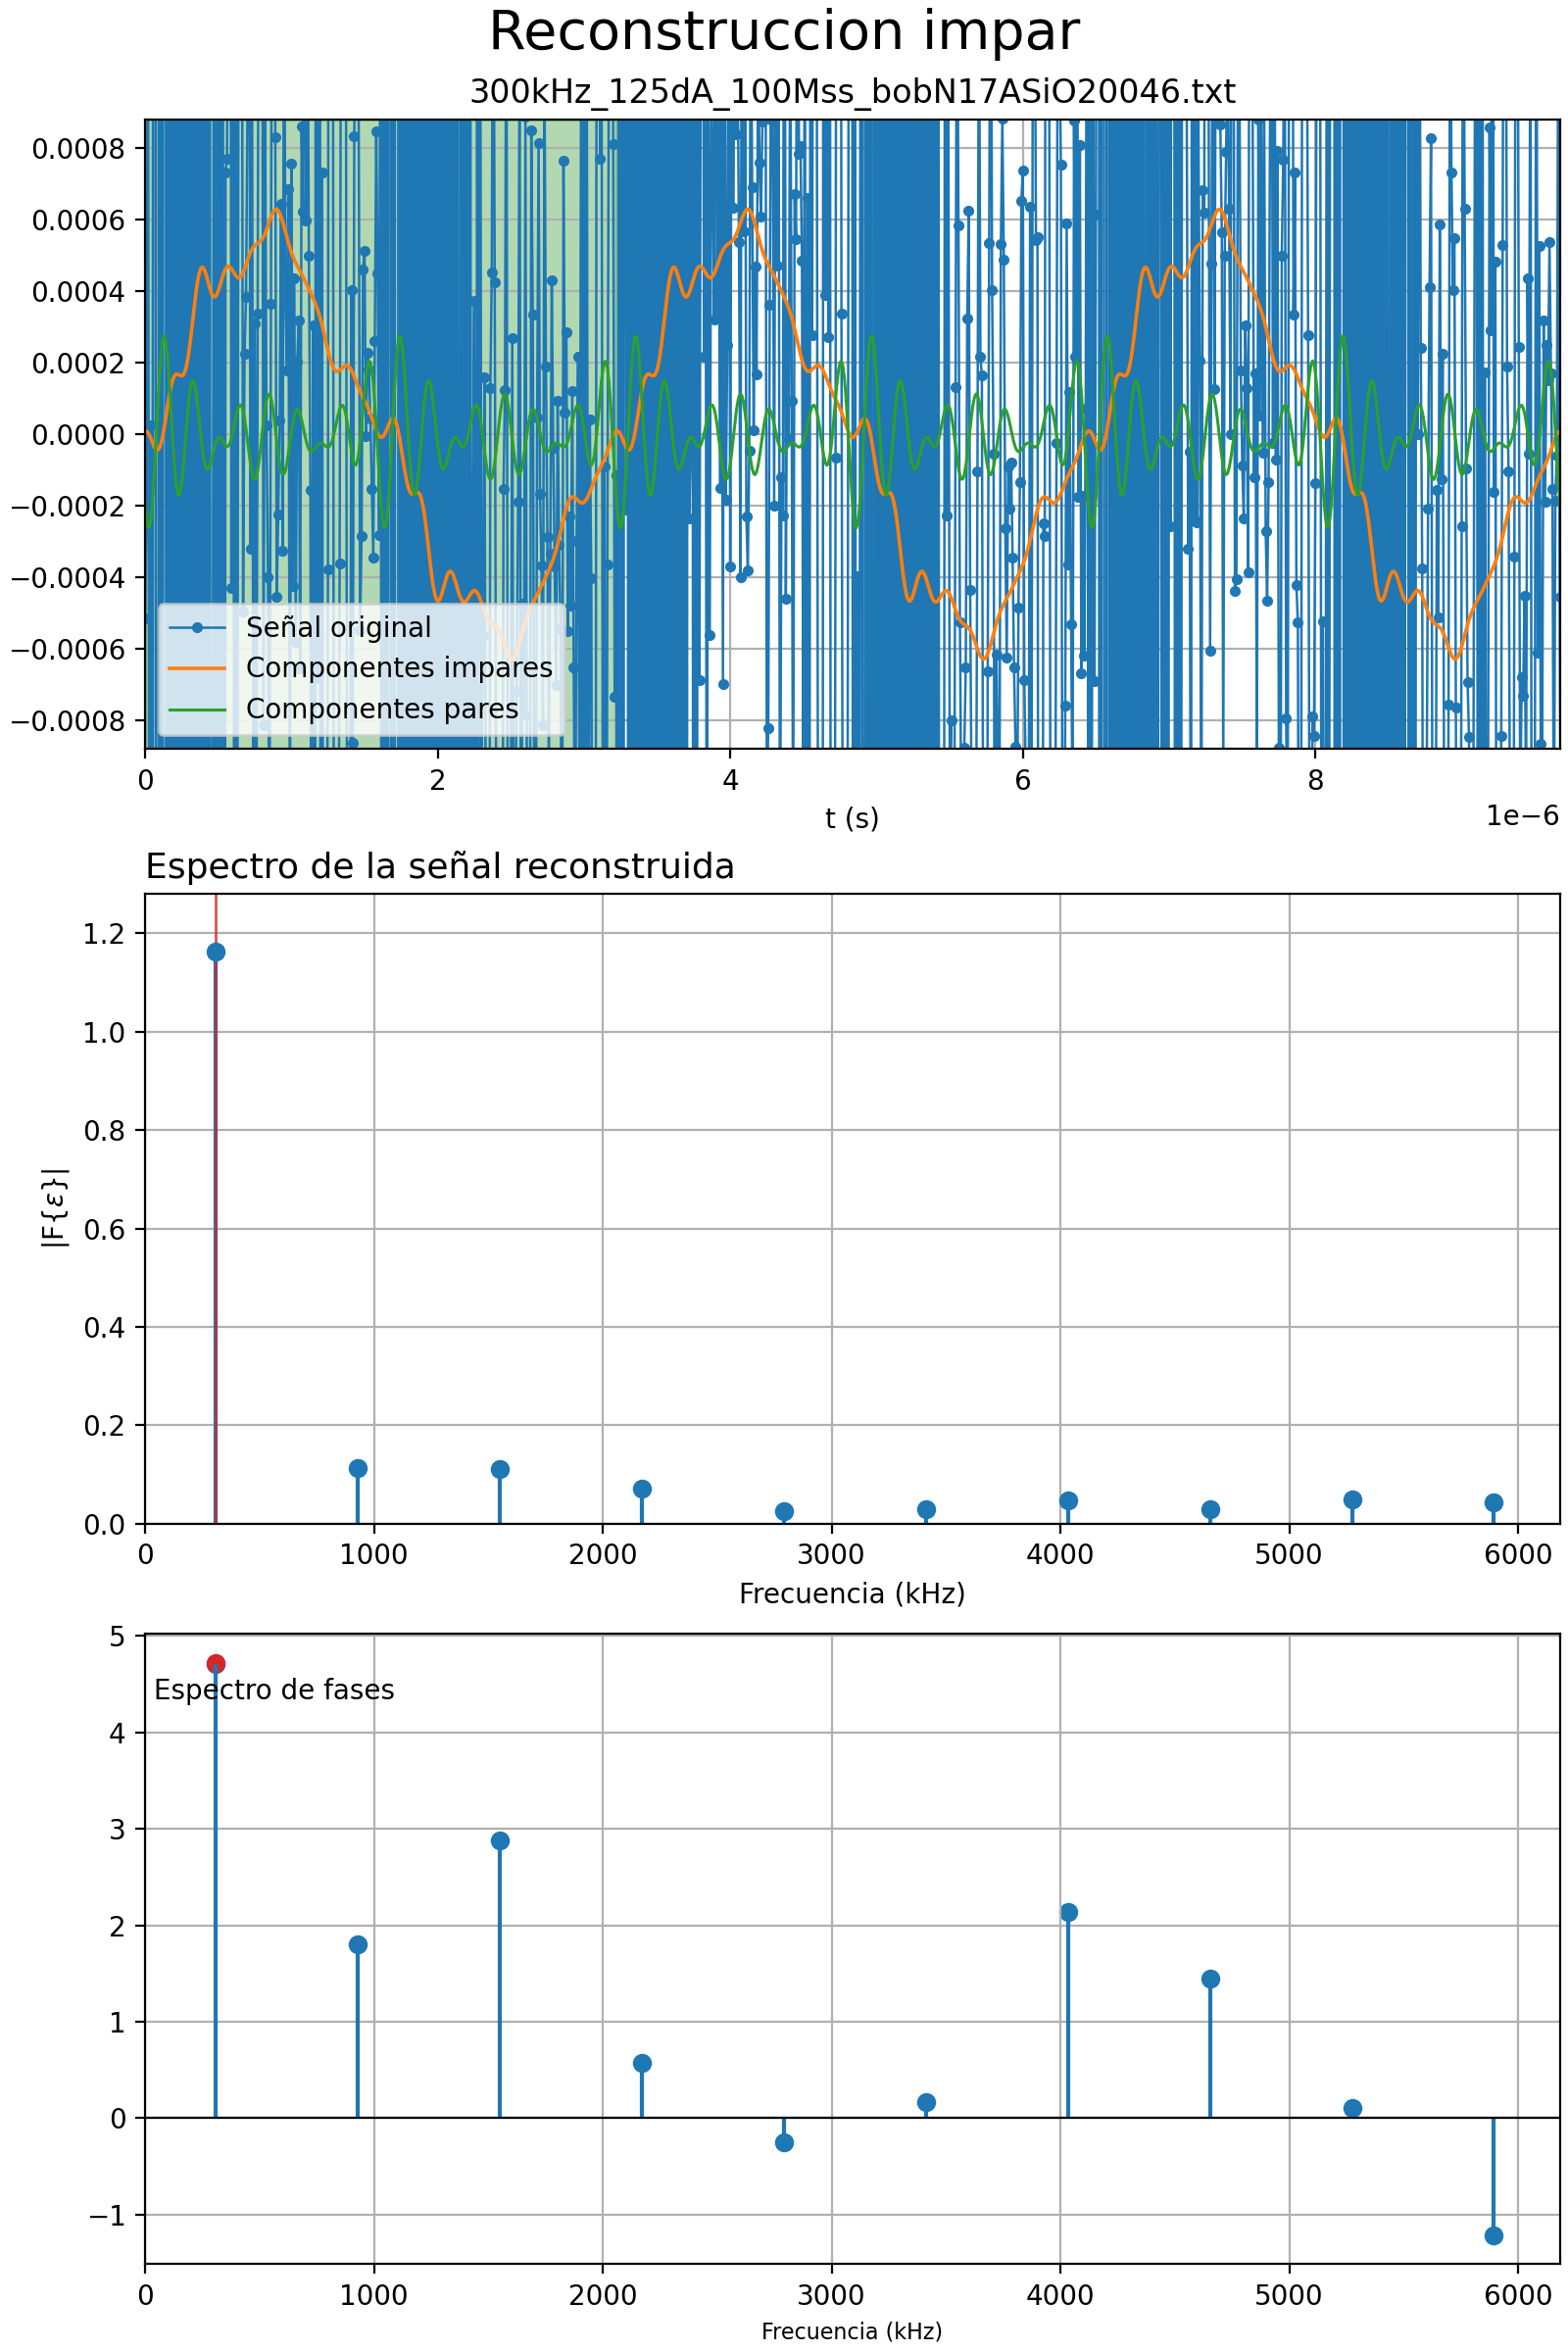 Reconstruccion impar
300kHz_125dA_100Mss_bobN17ASiO20046.txt
0.0008
0.0006
0.0004
0.0002
0.0000
−0.0002
−0.0004
−0.0006
−0.0008
Señal original
Componentes impares
Componentes pares
0 2 4 6 8
1e−6
t (s)
Espectro de la señal reconstruida
1.2
1.0
0.8
0.6
0.4
0.2
0.0
|F{ε}|
0 1000 2000 3000 4000 5000 6000
Frecuencia (kHz)
5
Espectro de fases
4
3
2
1
0
−1
0 1000 2000 3000 4000 5000 6000
Frecuencia (kHz)